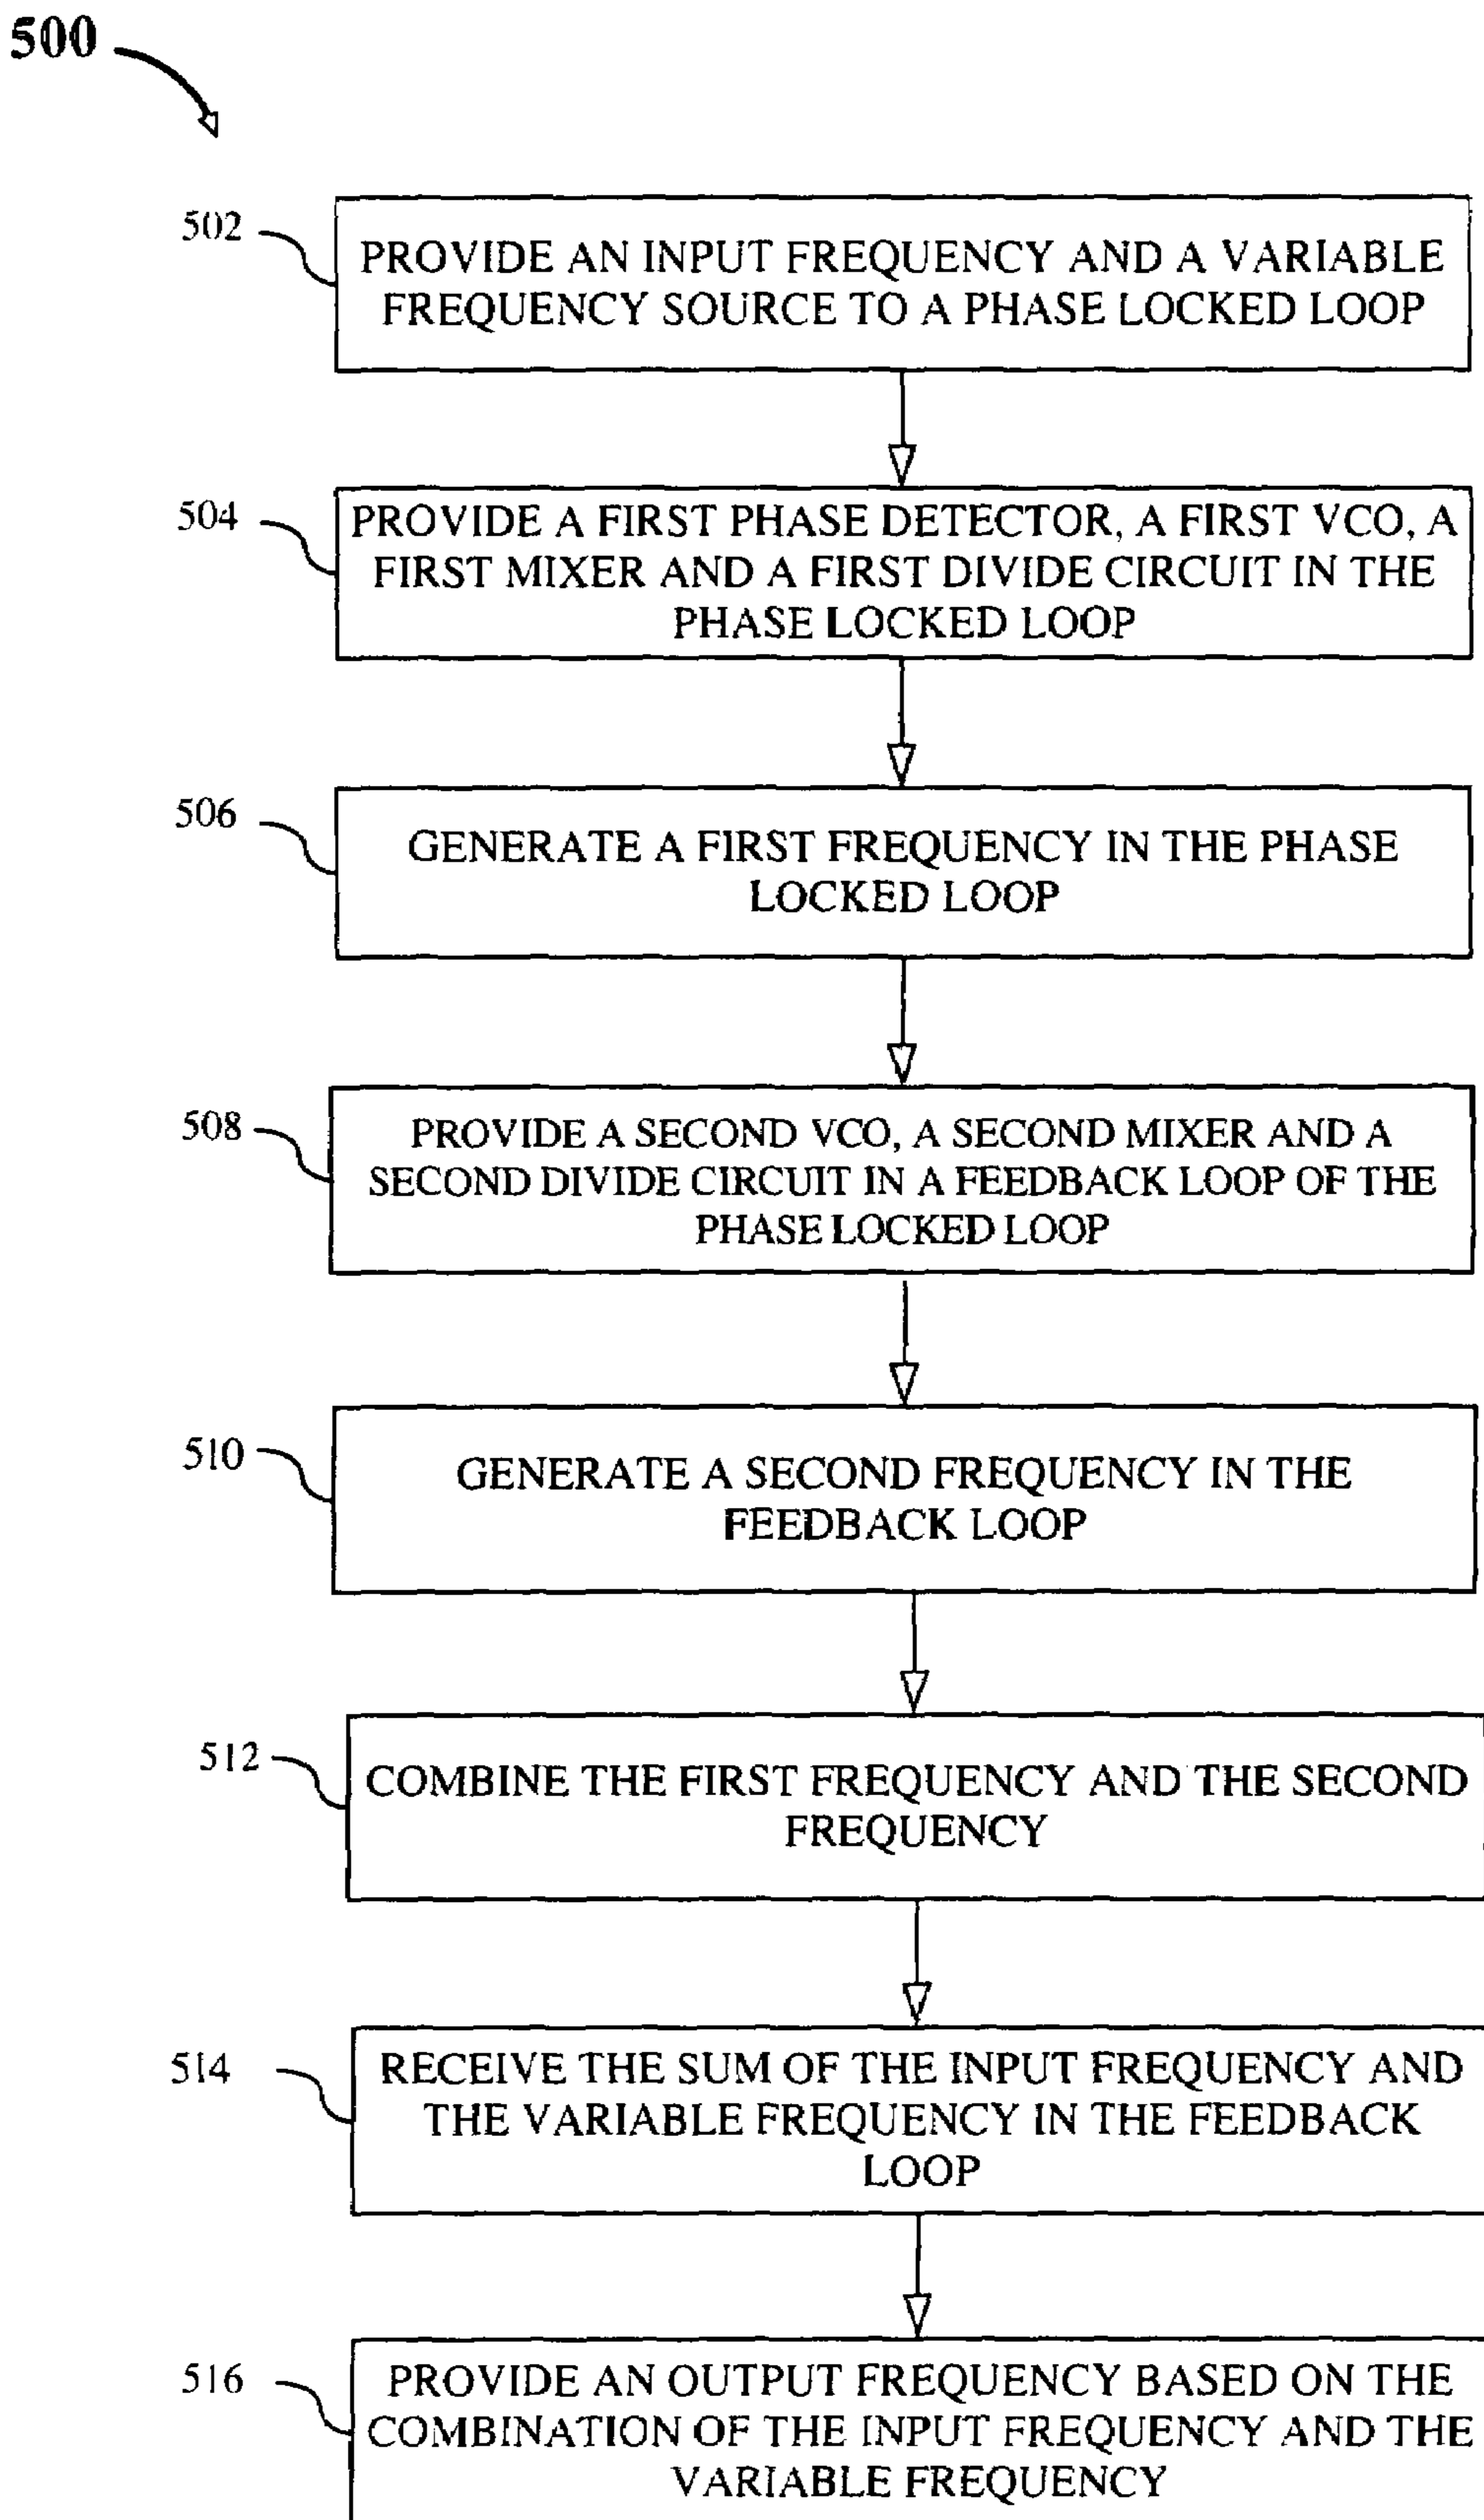 500
502
PROVIDE AN INPUT FREQUENCY AND A VARIABLE
FREQUENCY SOURCE TO A PHASE LOCKED LOOP
504
PROVIDE A FIRST PHASE DETECTOR, A FIRST VCO, A
FIRST MIXER AND A FIRST DIVIDE CIRCUIT IN THE
PHASE LOCKED LOOP
506
GENERATE A FIRST FREQUENCY IN THE PHASE
LOCKED LOOP
508
PROVIDE A SECOND VCO, A SECOND MIXER AND A
SECOND DIVIDE CIRCUIT IN A FEEDBACK LOOP OF THE
PHASE LOCKED LOOP
510
GENERATE A SECOND FREQUENCY IN THE
FEEDBACK LOOP
512
COMBINE THE FIRST FREQUENCY AND THE SECOND
FREQUENCY
514
RECEIVE THE SUM OF THE INPUT FREQUENCY AND
THE VARIABLE FREQUENCY IN THE FEEDBACK
LOOP
516
PROVIDE AN OUTPUT FREQUENCY BASED ON THE
COMBINATION OF THE INPUT FREQUENCY AND THE
VARIABLE FREQUENCY